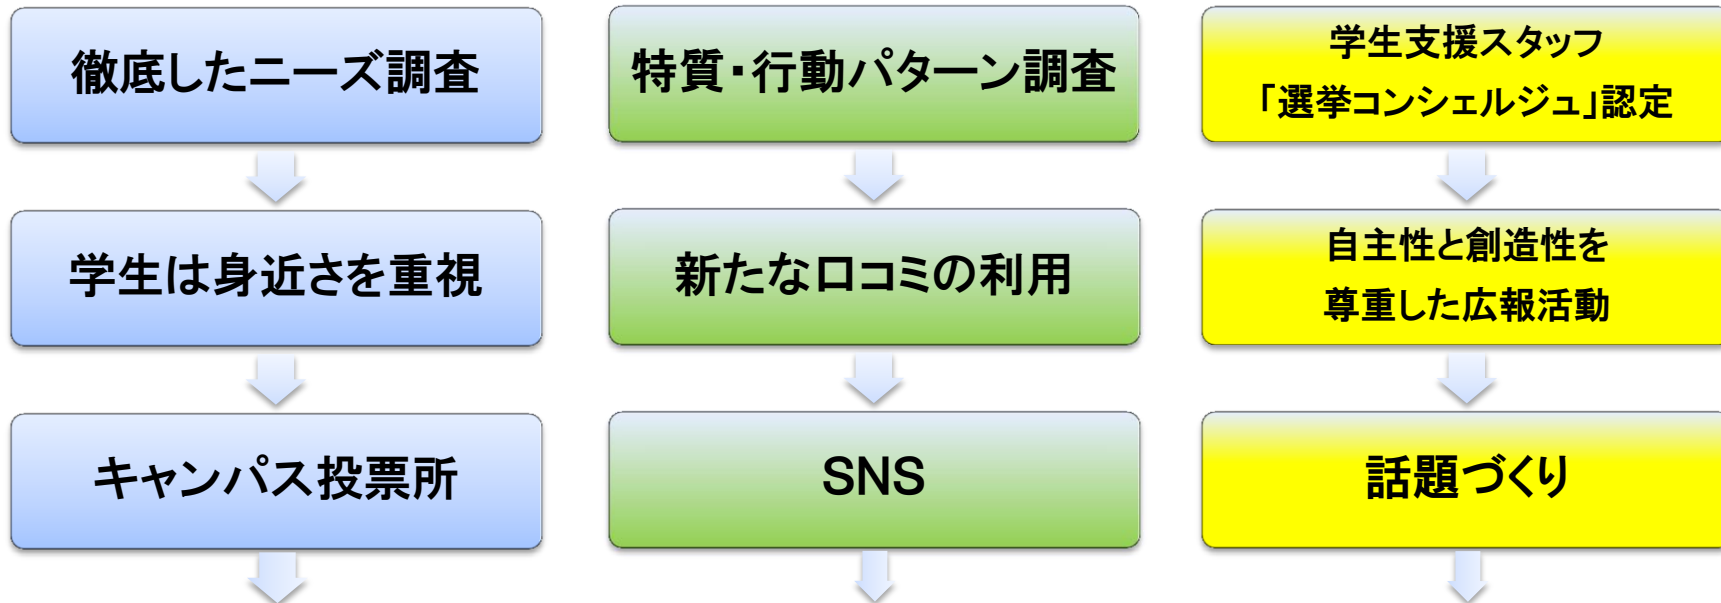 徹底したニーズ調査
特質・行動パターン調査
学生支援スタッフ
「選挙コンシェルジュ」認定
学生は身近さを重視
新たな口コミの利用
自主性と創造性を
尊重した広報活動
キャンパス投票所
SNS
話題づくり